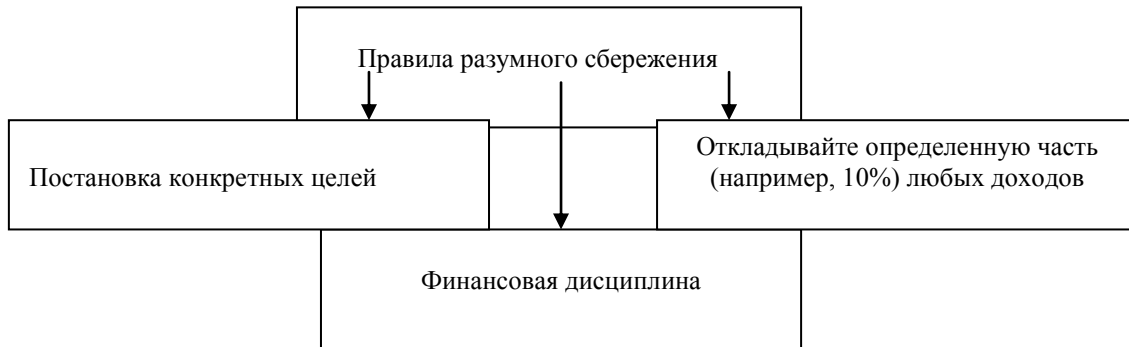 Правила разумного сбережения
Постановка конкретных целей
Откладывайте определенную часть
(например, 10%) любых доходов
Финансовая дисциплина